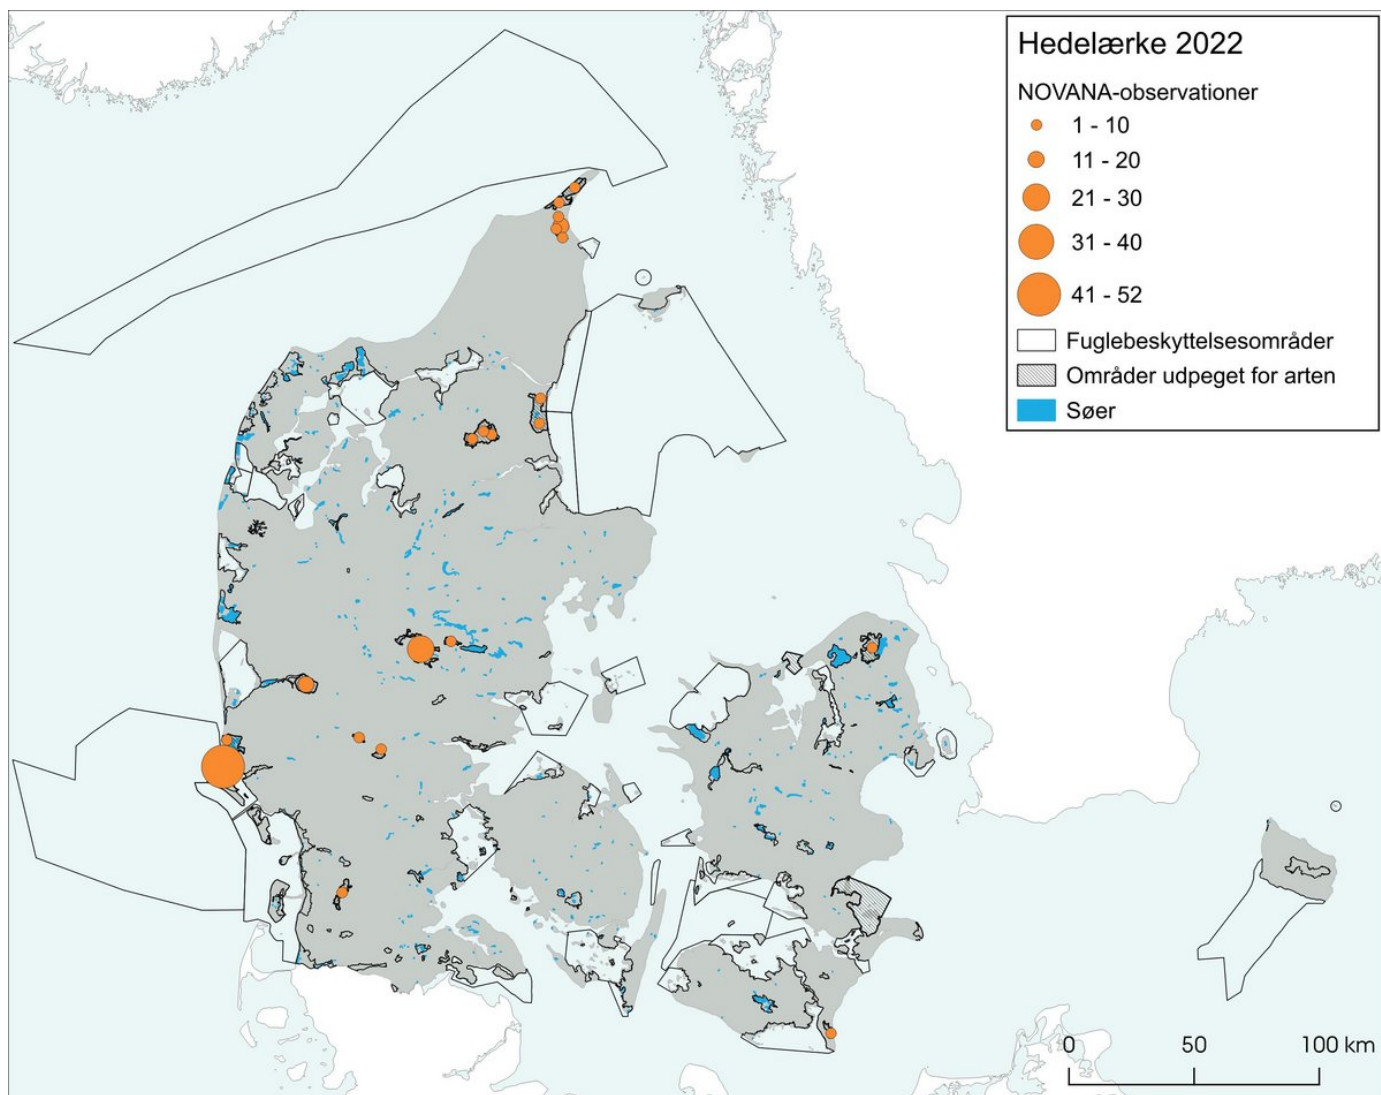 Hedelærke 2022
NOVANA-observationer
1 - 10
11 - 20
21 - 30
31 - 40
41 - 52
Fuglebeskyttelsesområder
Områder udpeget for arten
Søer
0 50 100 km